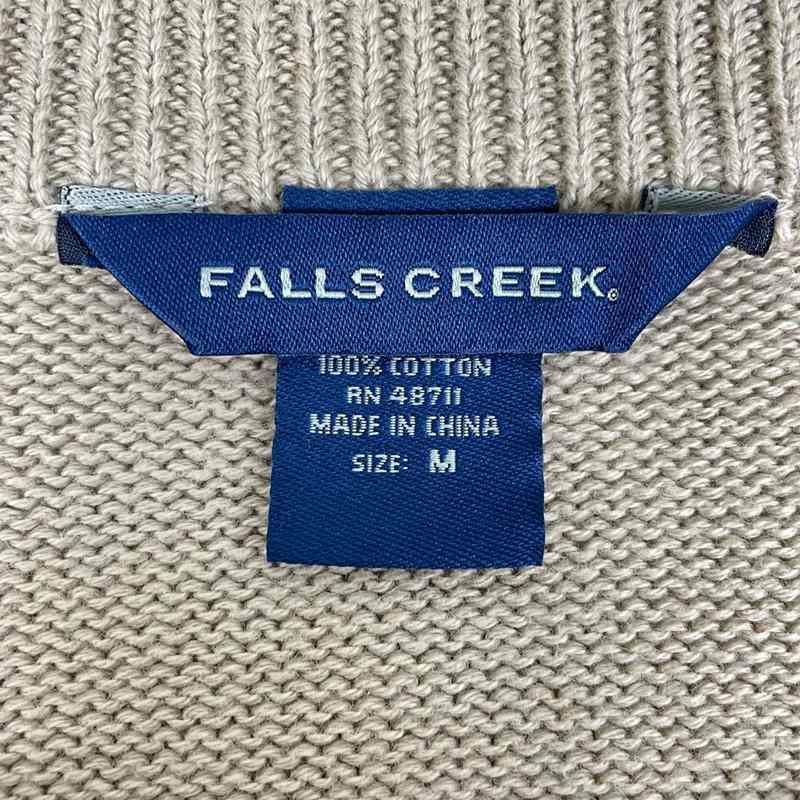 FALLS CREEK®
100% COTTON
RN 48711
MADE IN CHINA
SIZE: M